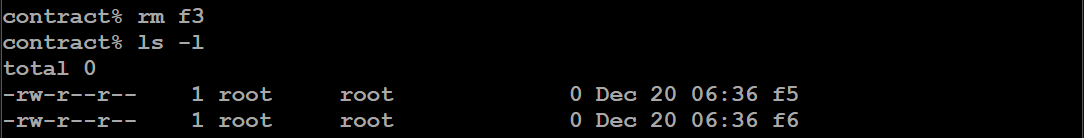 contract% rm f3
contract% ls -l
total 0
-rw-r--r-- 1 root root 0 Dec 20 06:36 f5
-rw-r--r-- 1 root root 0 Dec 20 06:36 f6